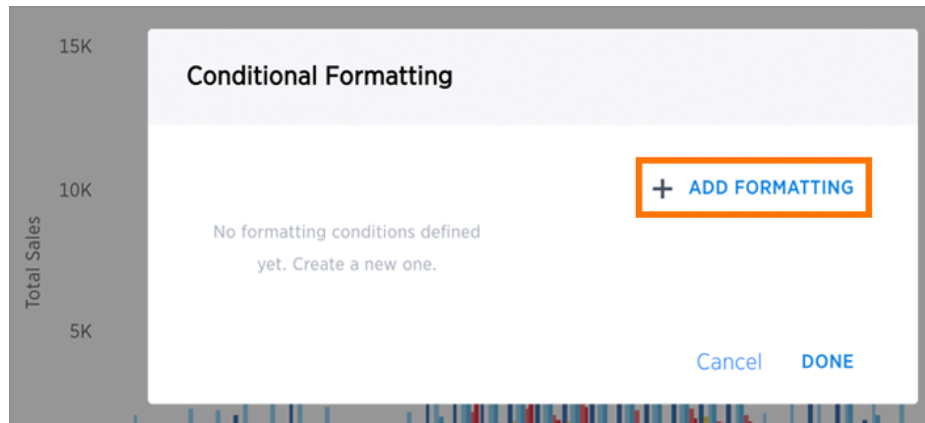 15K
Conditional Formatting
10K
+ ADD FORMATTING
No formatting conditions defined
yet. Create a new one.
Total Sales
5K
Cancel DONE